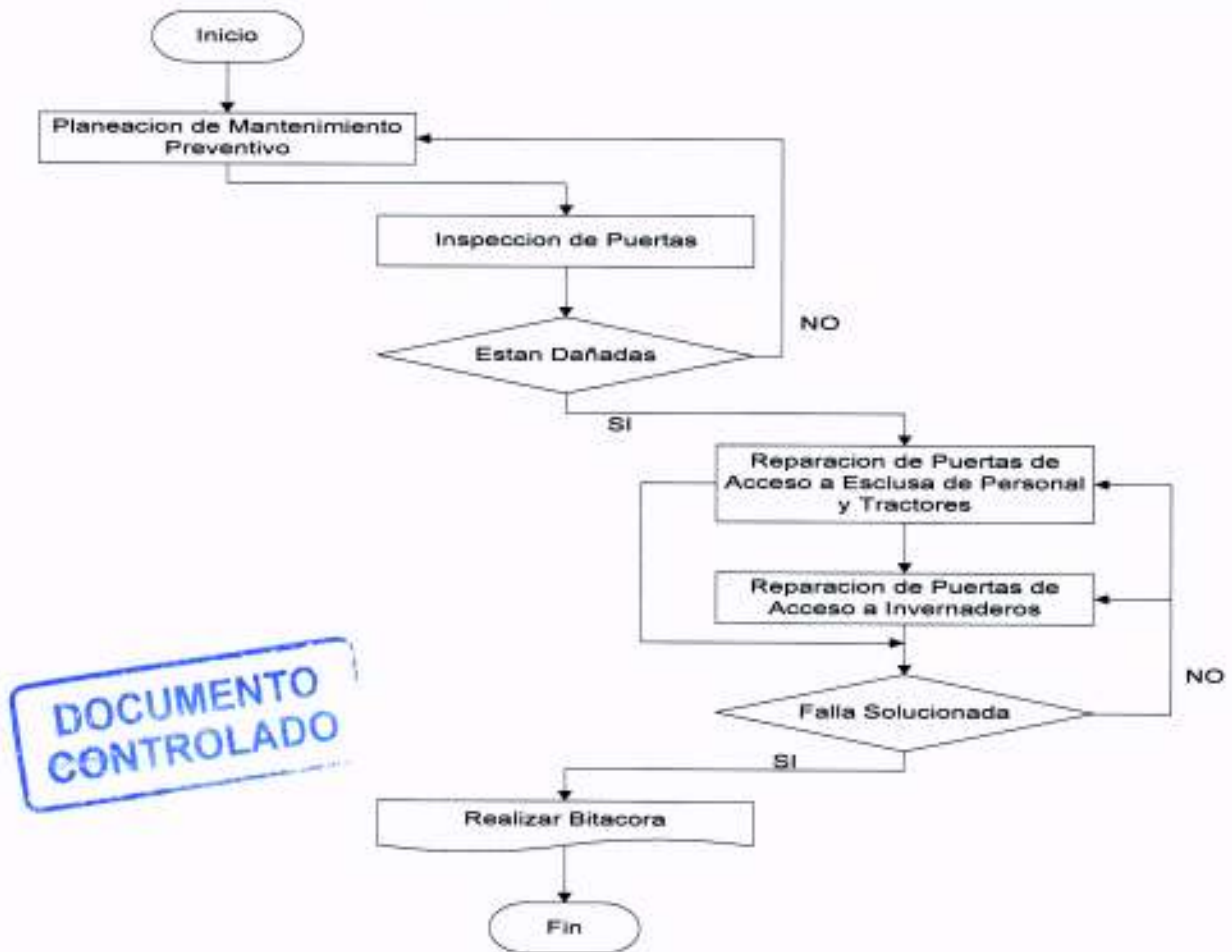 Inicio
Planeacion de Mantenimiento
Preventivo
Inspeccion de Puertas
NO
Estan Dañadas
SI
Reparacion de Puertas de
Acceso a Esclusa de Personal
y Tractores
Reparacion de Puertas de
Acceso a Invernaderos
NO
Falla Solucionada
SI
DOCUMENTO
CONTROLADO
Realizar Bitacora
Fin